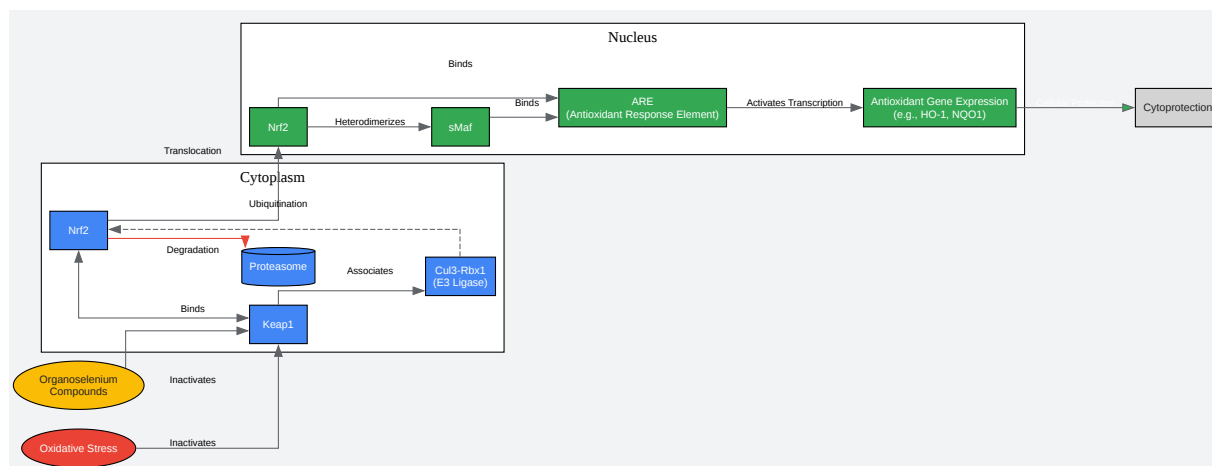 Nucleus
Binds
ARE
(Antioxidant Response Element)
Antioxidant Gene Expression
(e.g., HO-1, NQO1)
Binds
Activates Transcription
Cytoprotection
Nrf2
Heterodimerizes
sMaf
Translocation
Cytoplasm
Ubiquitination
Nrf2
Degradation
Proteasome
Associates
Cul3-Rbx1
(E3 Ligase)
Binds
Keap1
Organoselenium
Compounds
Inactivates
Oxidative Stress
Inactivates